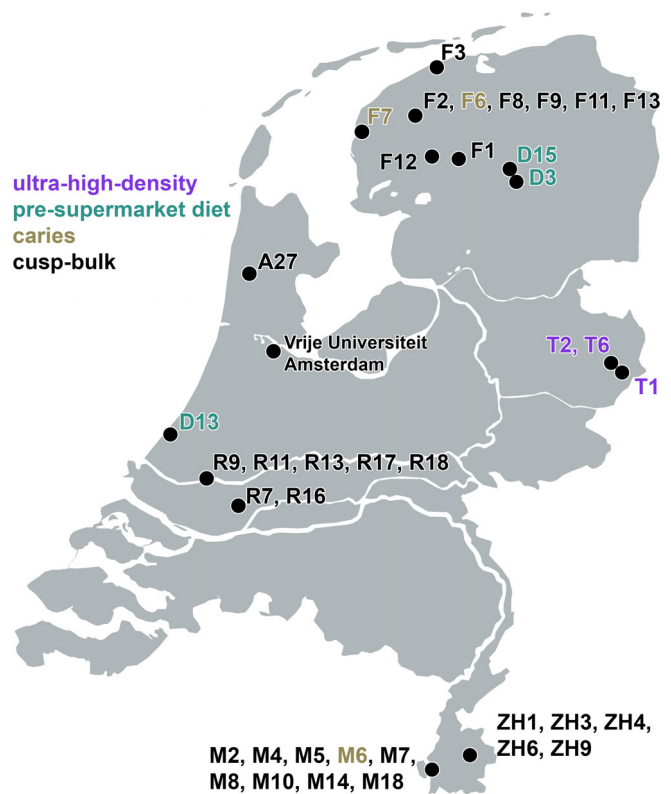 F3
F2, F6, F8, F9, F11, F13
F7
F12
F1
D15
D3
ultra-high-density
pre-supermarket diet
caries
cusp-bulk
A27
Vrije Universiteit
Amsterdam
T2, T6
T1
D13
R9, R11, R13, R17, R18
R7, R16
ZH1, ZH3, ZH4,
ZH6, ZH9
M2, M4, M5, M6, M7,
M8, M10, M14, M18